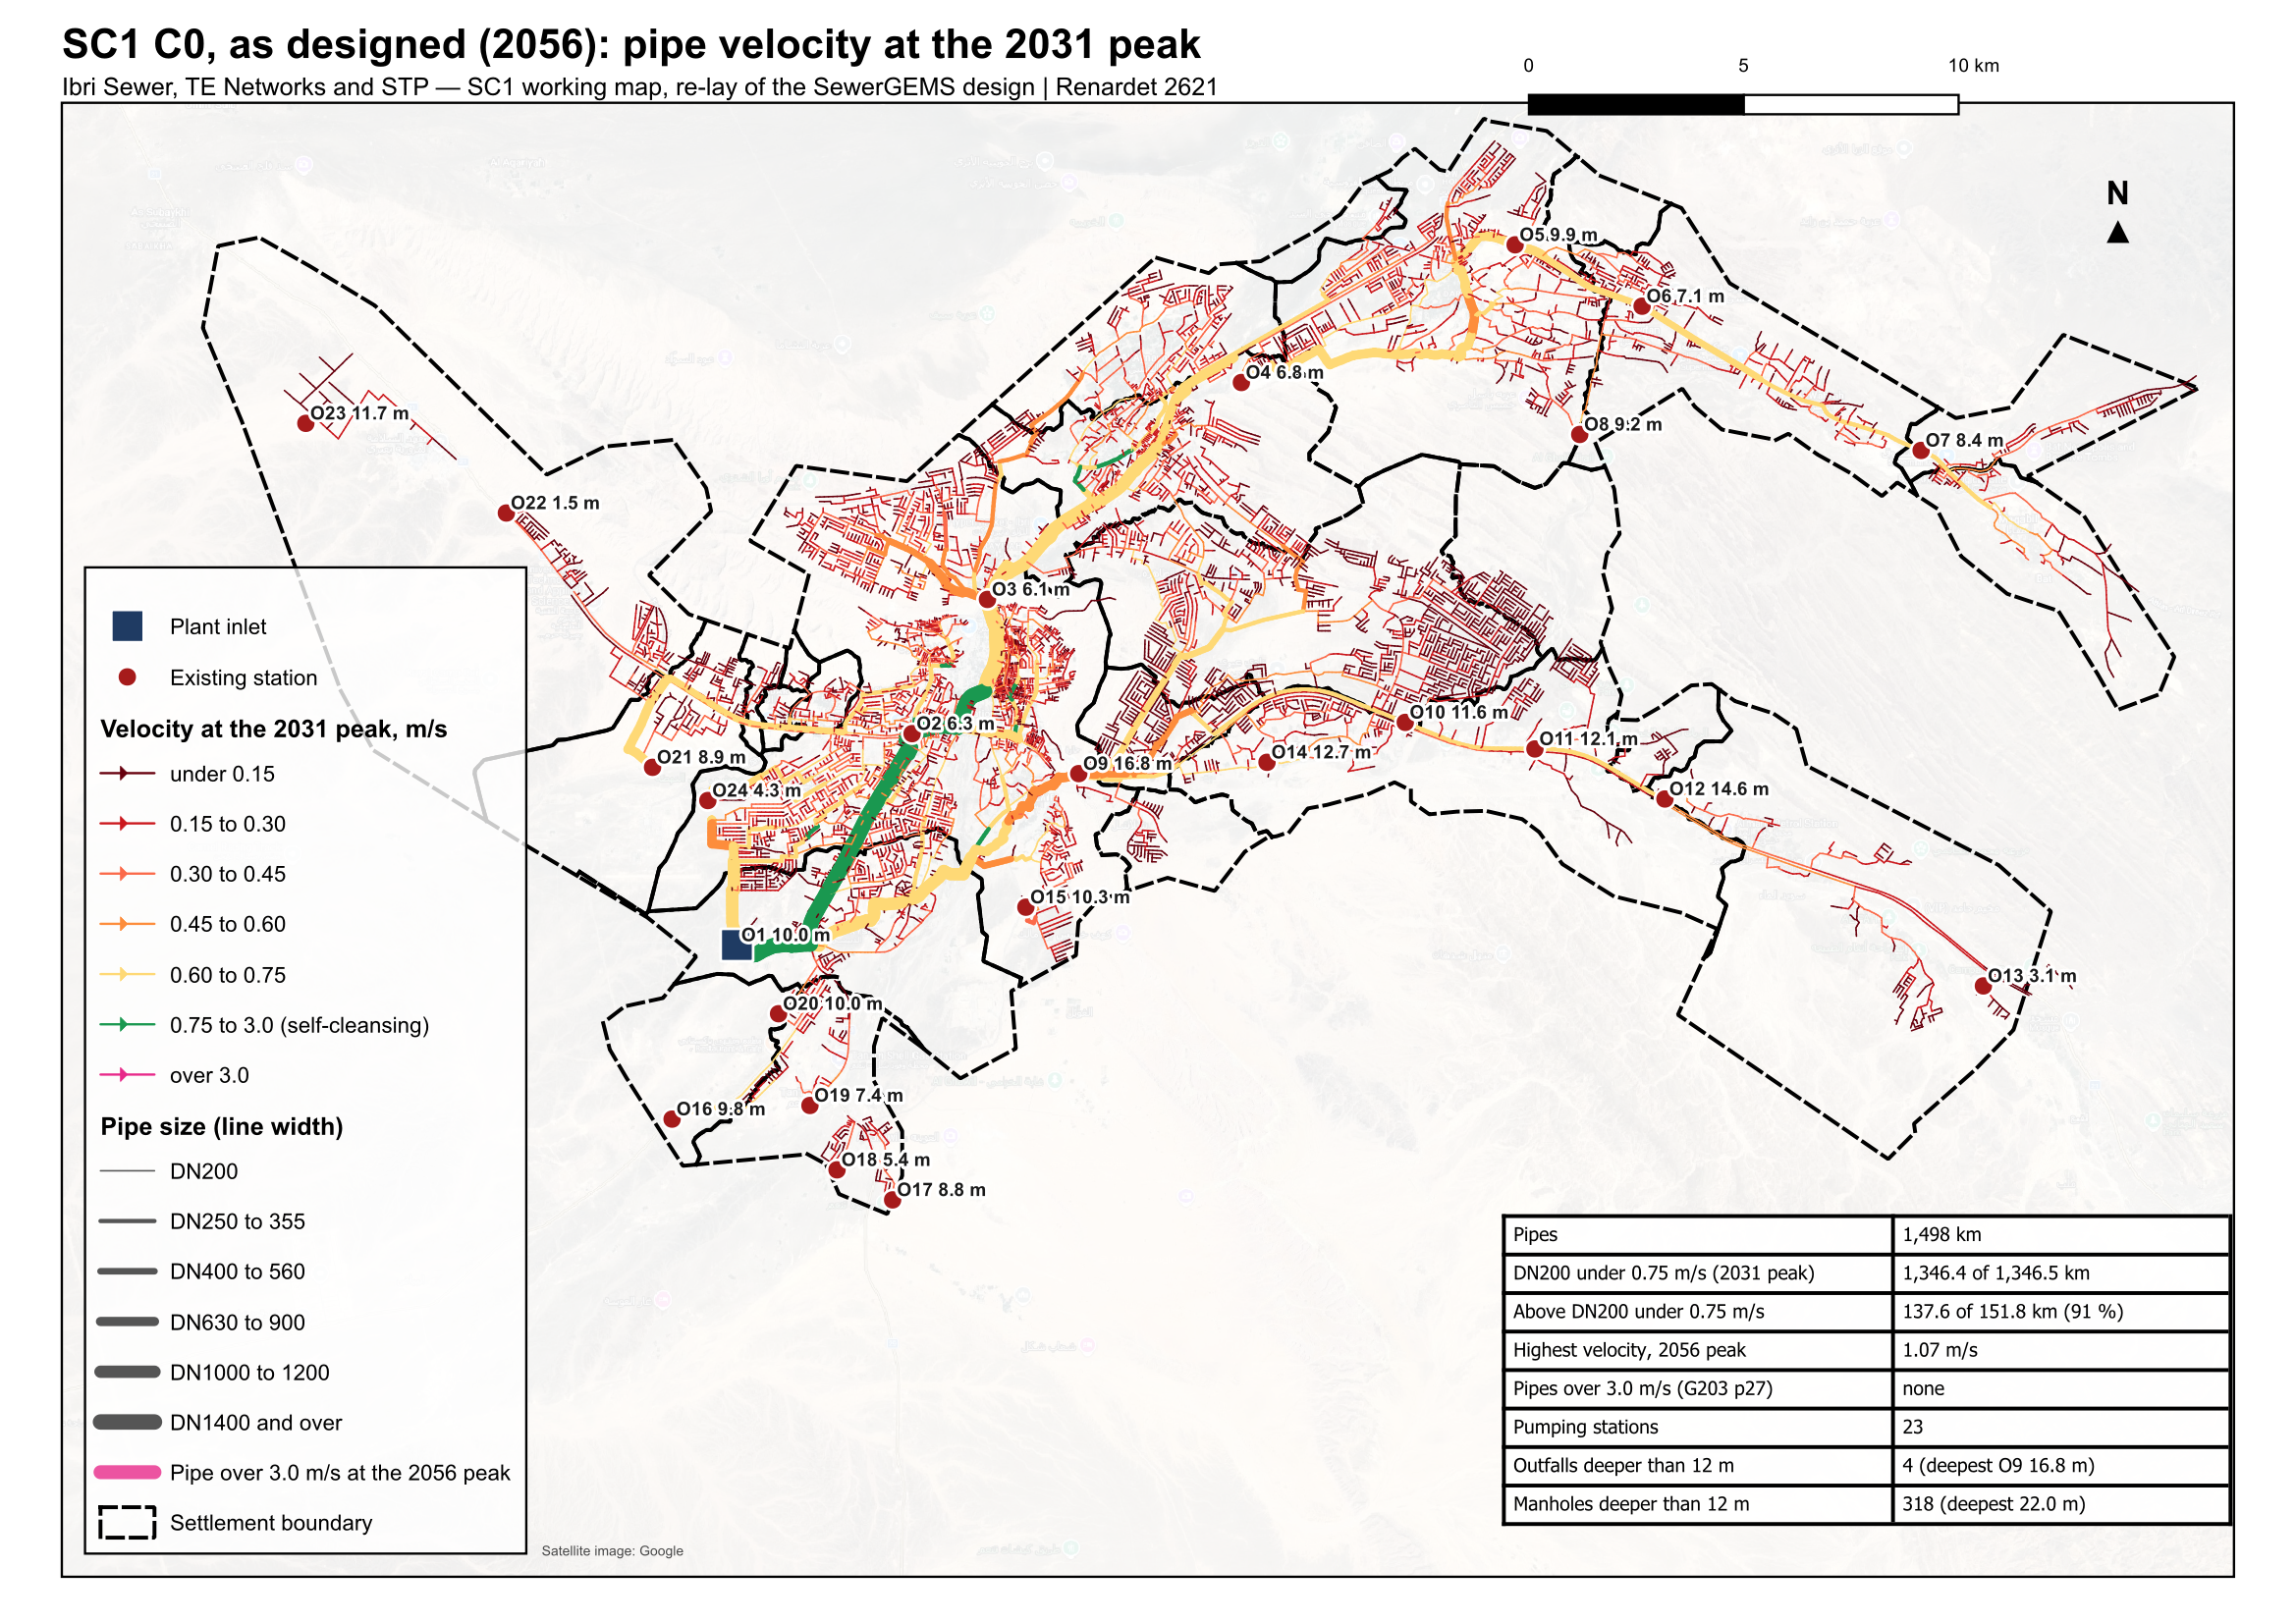 SC1 C0, as designed (2056): pipe velocity at the 2031 peak
Ibri Sewer, TE Networks and STP — SC1 working map, re-lay of the SewerGEMS design | Renardet 2621
0 5 10 km
N
O5 9.9 m
O6 7.1 m
O4 6.8 m
O23 11.7 m
O8 9.2 m
O7 8.4 m
O22 1.5 m
O3 6.1 m
O2 6.3 m
O10 11.6 m
O11 12.1 m
O21 8.9 m
O14 12.7 m
O9 16.8 m
O24 4.3 m
O12 14.6 m
O15 10.3 m
O1 10.0 m
O13 3.1 m
O20 10.0 m
O19 7.4 m
O16 9.8 m
O18 5.4 m
O17 8.8 m
Plant inlet
Existing station
Velocity at the 2031 peak, m/s
under 0.15
0.15 to 0.30
0.30 to 0.45
0.45 to 0.60
0.60 to 0.75
0.75 to 3.0 (self-cleansing)
over 3.0
Pipe size (line width)
DN200
DN250 to 355
DN400 to 560
DN630 to 900
DN1000 to 1200
DN1400 and over
Pipe over 3.0 m/s at the 2056 peak
Settlement boundary
Satellite image: Google
Pipes 1,498 km
DN200 under 0.75 m/s (2031 peak) 1,346.4 of 1,346.5 km
Above DN200 under 0.75 m/s 137.6 of 151.8 km (91 %)
Highest velocity, 2056 peak 1.07 m/s
Pipes over 3.0 m/s (G203 p27) none
Pumping stations 23
Outfalls deeper than 12 m 4 (deepest O9 16.8 m)
Manholes deeper than 12 m 318 (deepest 22.0 m)